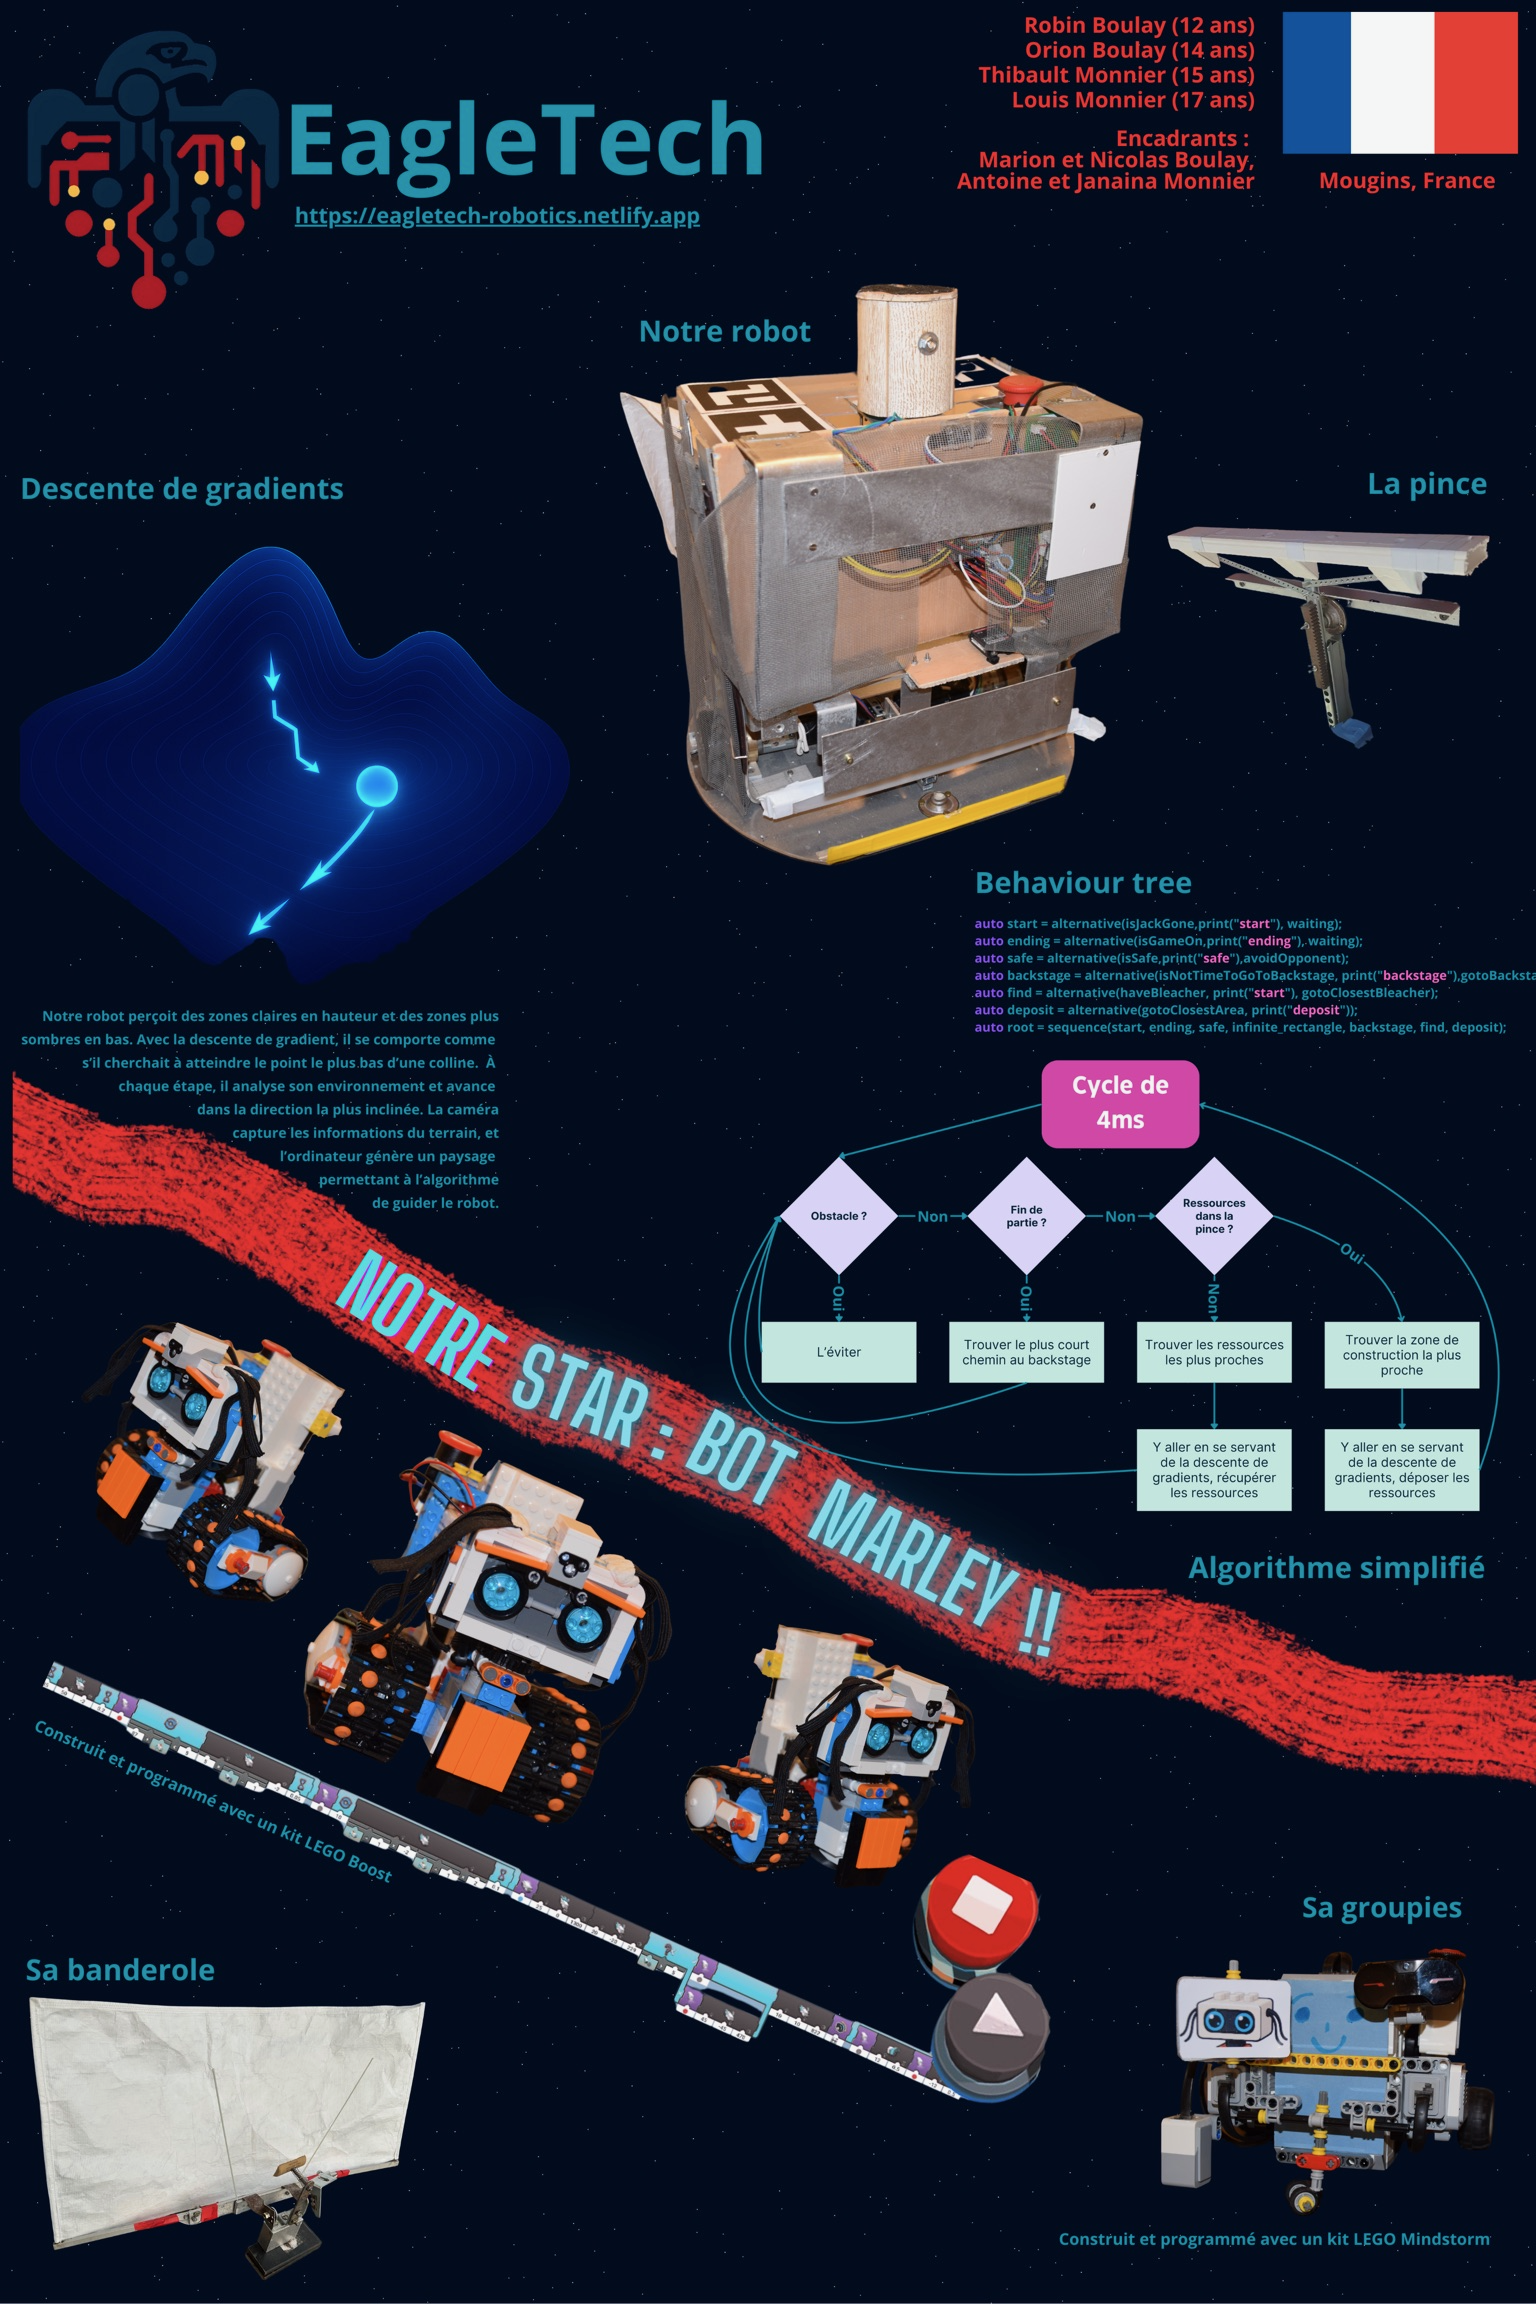 Robin Boulay (12 ans)
Orion Boulay (14 ans)
Thibault Monnier (15 ans)
Louis Monnier (17 ans)
Encadrants :
Marion et Nicolas Boulay,
Antoine et Janaina Monnier
Mougins, France
EagleTech
https://eagletech-robotics.netlify.app
Notre robot
Descente de gradients
La pince
Notre robot perçoit des zones claires en hauteur et des zones plus
sombres en bas. Avec la descente de gradient, il se comporte comme
s’il cherchait à atteindre le point le plus bas d’une colline. À
chaque étape, il analyse son environnement et avance
dans la direction la plus inclinée. La caméra
capture les informations du terrain, et
l’ordinateur génère un paysage
permettant à l’algorithme
de guider le robot.
Behaviour tree
auto start = alternative(isJackGone,print("start"), waiting);
auto ending = alternative(isGameOn,print("ending"), waiting);
auto safe = alternative(isSafe,print("safe"),avoidOpponent);
auto backstage = alternative(isNotTimeToGoToBackstage, print("backstage"),gotoBacksta
auto find = alternative(haveBleacher, print("start"), gotoClosestBleacher);
auto deposit = alternative(gotoClosestArea, print("deposit"));
auto root = sequence(start, ending, safe, infinite_rectangle, backstage, find, deposit);
Cycle de
4ms
Obstacle ?
Non
Fin de
partie ?
Non
Ressources
dans la
pince ?
Oui
Oui
Oui
Non
L’éviter
Trouver le plus court
chemin au backstage
Trouver les ressources
les plus proches
Trouver la zone de
construction la plus
proche
Y aller en se servant
de la descente de
gradients, récupérer
les ressources
Y aller en se servant
de la descente de
gradients, déposer les
ressources
Algorithme simplifié
NOTRE STAR : BOT MARLEY !!
Construit et programmé avec un kit LEGO Boost
Sa banderole
Sa groupies
Construit et programmé avec un kit LEGO Mindstorm